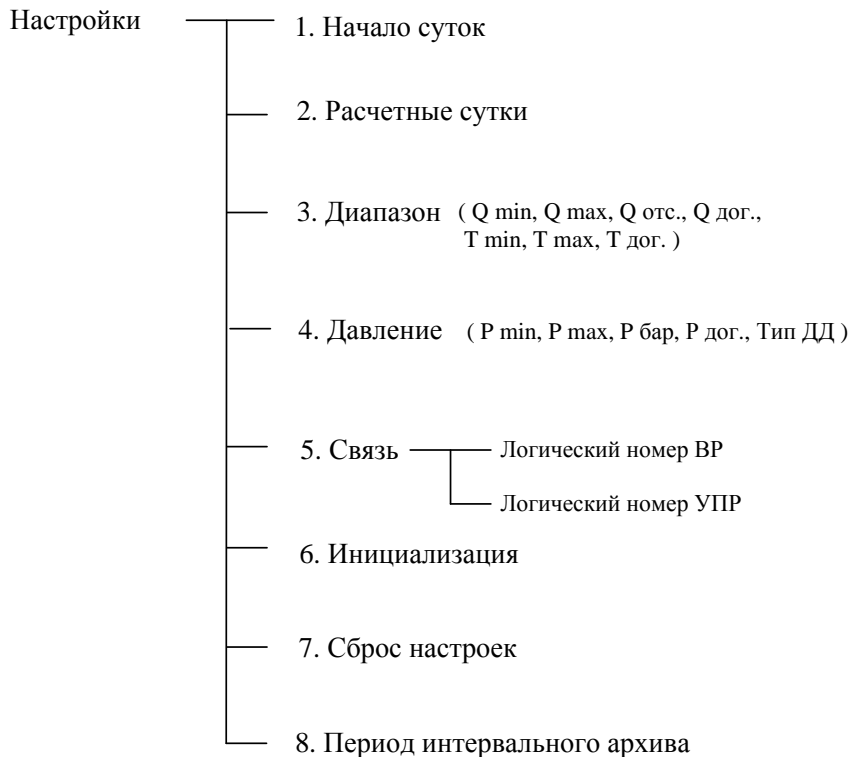 Настройки
1. Начало суток
2. Расчетные сутки
3. Диапазон ( Q min, Q max, Q отс., Q дог.,
T min, T max, T дог. )
4. Давление ( P min, P max, P бар, P дог., Тип ДД )
5. Связь
Логический номер ВР
Логический номер УПР
6. Инициализация
7. Сброс настроек
8. Период интервального архива